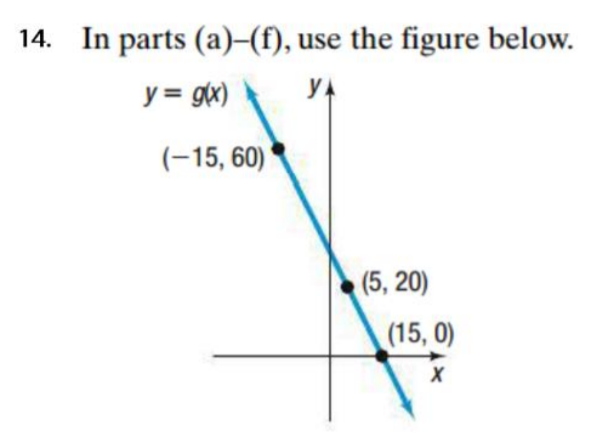 14. In parts (a)–(f), use the figure below.
y = g(x)
y
(−15, 60)
(5, 20)
(15, 0)
x